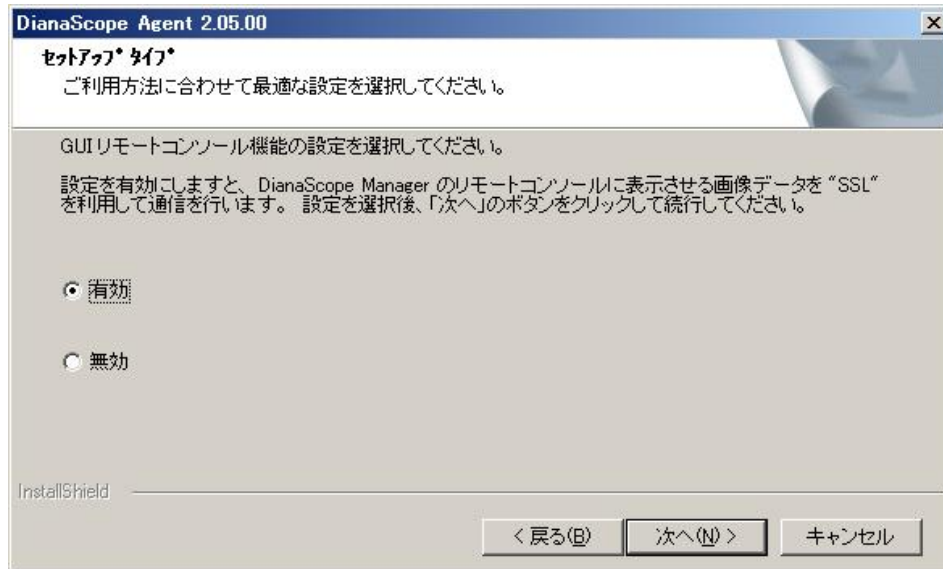 DianaScope Agent 2.05.00
セットアップ タイプ
ご利用方法に合わせて最適な設定を選択してください。
GUIリモートコンソール機能の設定を選択してください。
設定を有効にしますと、DianaScope Manager のリモートコンソールに表示させる画像データを "SSL"
を利用して通信を行います。 設定を選択後、「次へ」のボタンをクリックして続行してください。
有効
無効
InstallShield
< 戻る(B)
次へ(N) >
キャンセル